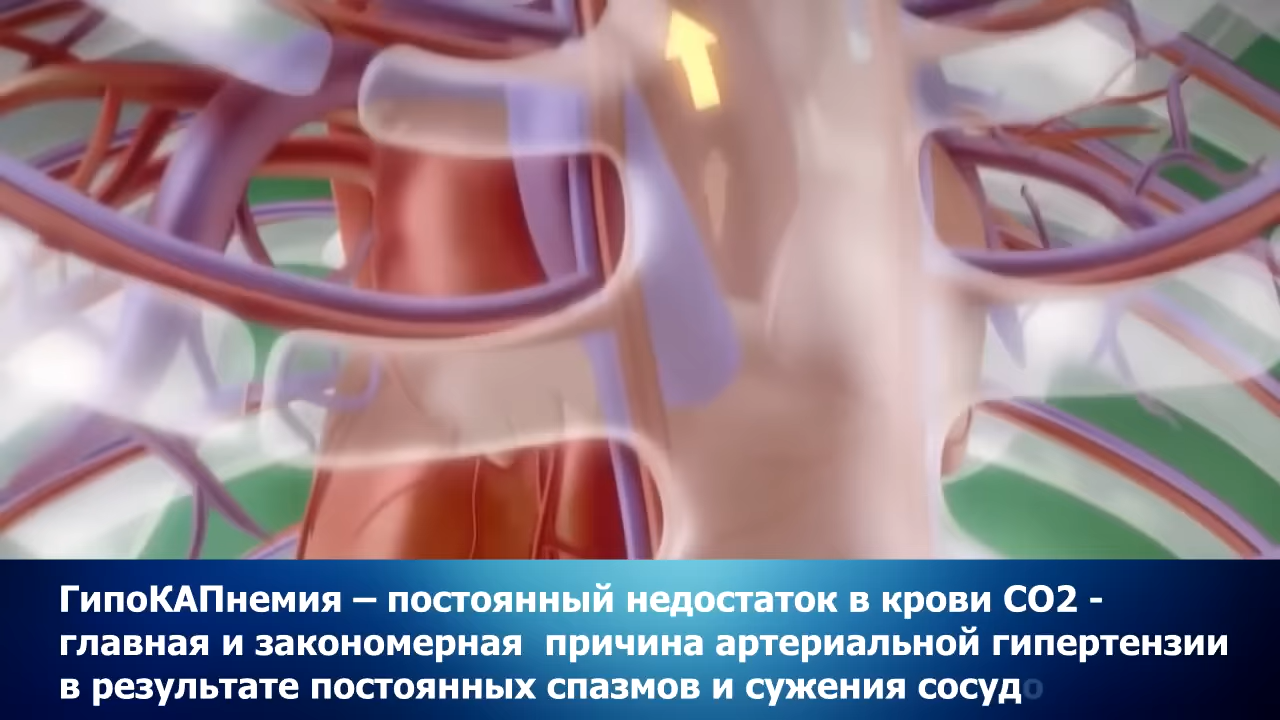 ГипоКАПнемия – постоянный недостаток в крови СО2 -
главная и закономерная  причина артериальной гипертензии
в результате постоянных спазмов и сужения сосудо